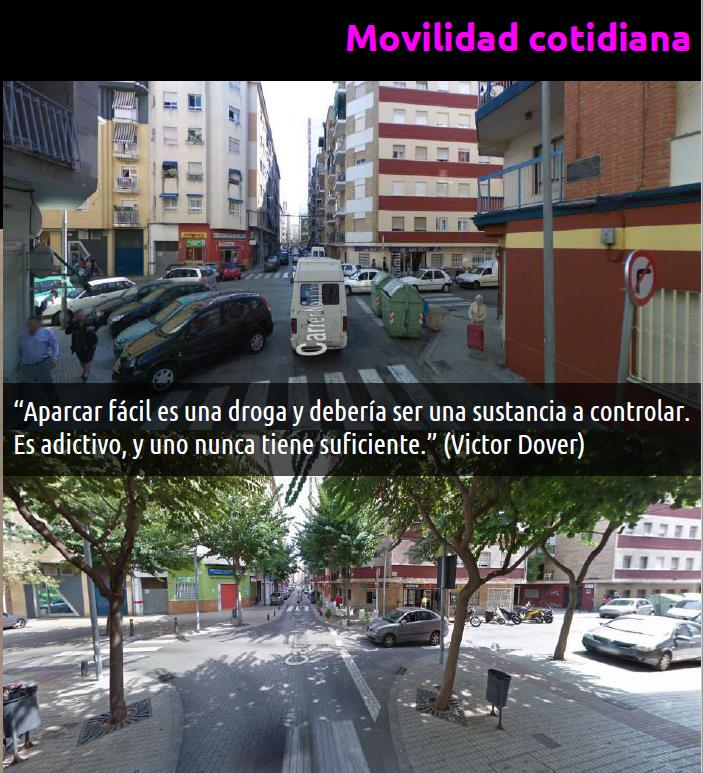 Movilidad cotidiana
Carrer
“Aparcar fácil es una droga y debería ser una sustancia a controlar.
Es adictivo, y uno nunca tiene suficiente.” (Victor Dover)